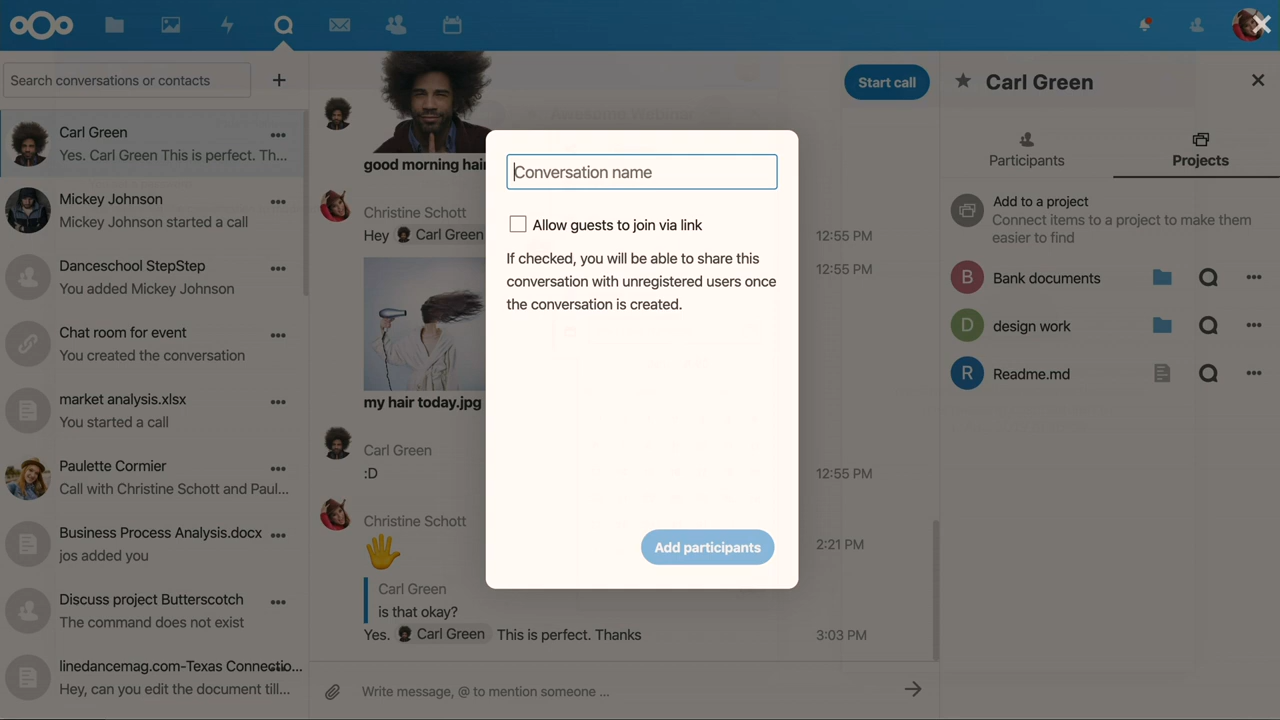 Search conversations or contacts
+
Carl Green
Yes. Carl Green This is perfect. Th...
Mickey Johnson
Mickey Johnson started a call
Danceschool StepStep
You added Mickey Johnson
Chat room for event
You created the conversation
market analysis.xlsx
You started a call
Paulette Cormier
Call with Christine Schott and Paul...
Business Process Analysis.docx
jos added you
Discuss project Butterscotch
The command does not exist
linedancemag.com-Texas Connectio...
Hey, can you edit the document till...
Start call
good morning hair
Christine Schott
Hey Carl Green
12:55 PM
12:55 PM
my hair today.jpg
Carl Green
:D
12:55 PM
Christine Schott
2:21 PM
Carl Green
is that okay?
Yes. Carl Green This is perfect. Thanks
3:03 PM
Write message, @ to mention someone ...
Awesome Webinar
Conversation name
Allow guests to join via link
If checked, you will be able to share this
conversation with unregistered users once
the conversation is created.
Add participants
Carl Green
Participants
Projects
Add to a project
Connect items to a project to make them
easier to find
B Bank documents
D design work
R Readme.md